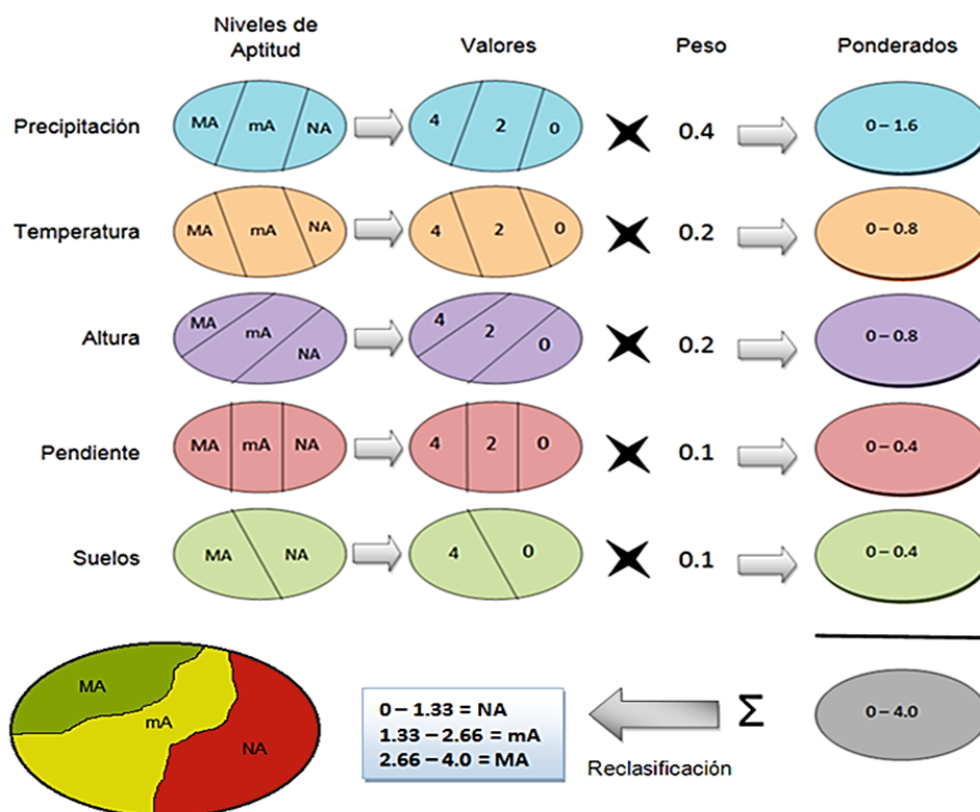 Niveles de
Aptitud
Valores
Peso
Ponderados
Precipitación
MA
mA
NA
4
2
0
0.4
0 – 1.6
Temperatura
MA
mA
NA
4
2
0
0.2
0 – 0.8
Altura
MA
mA
NA
4
2
0
0.2
0 – 0.8
Pendiente
MA
mA
NA
4
2
0
0.1
0 – 0.4
Suelos
MA
NA
4
0
0.1
0 – 0.4
MA
mA
NA
0 – 1.33 = NA
1.33 – 2.66 = mA
2.66 – 4.0 = MA
Reclasificación
Σ
0 – 4.0